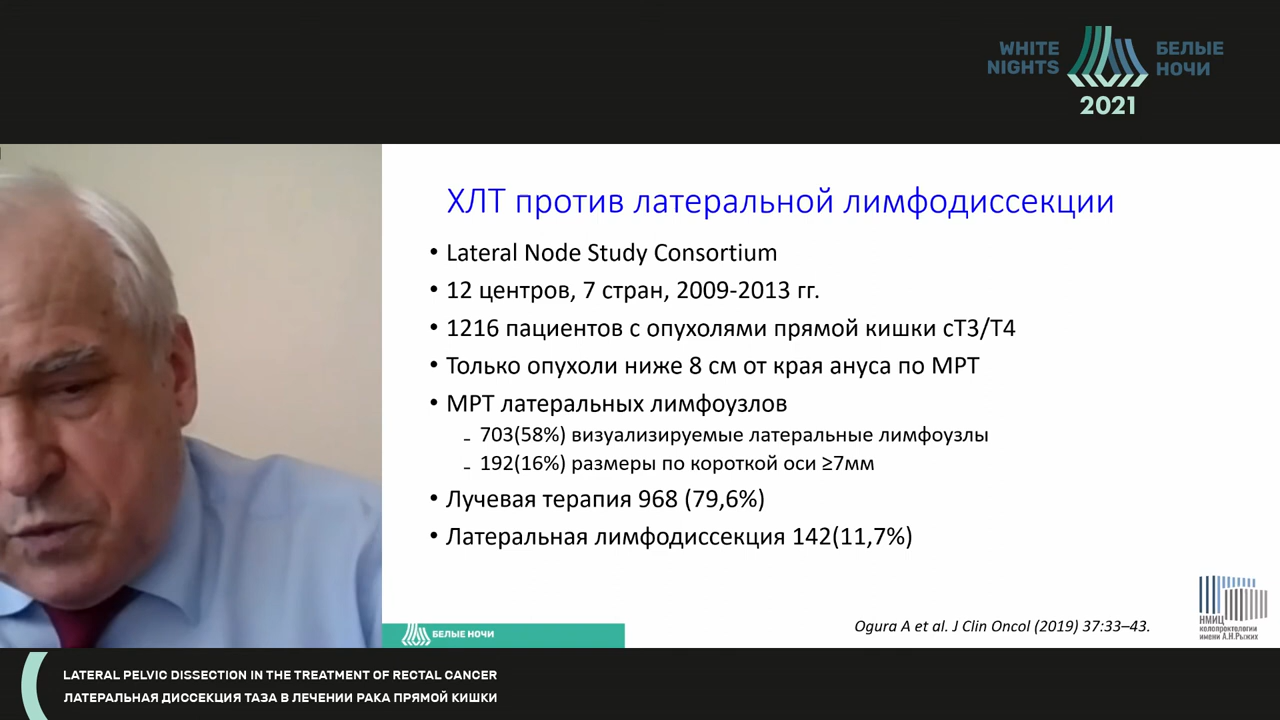 WHITE NIGHTS
БЕЛЫЕ НОЧИ
2021
ХЛТ против латеральной лимфодиссекции
• Lateral Node Study Consortium
• 12 центров, 7 стран, 2009-2013 гг.
• 1216 пациентов с опухолями прямой кишки cT3/T4
• Только опухоли ниже 8 см от края ануса по МРТ
• МРТ латеральных лимфоузлов
- 703(58%) визуализируемые латеральные лимфоузлы
- 192(16%) размеры по короткой оси ≥7мм
• Лучевая терапия 968 (79,6%)
• Латеральная лимфодиссекция 142(11,7%)
Ogura A et al. J Clin Oncol (2019) 37:33–43.
НМИЦ
колопроктологии
имени А.Н.Рыжих
БЕЛЫЕ НОЧИ
LATERAL PELVIC DISSECTION IN THE TREATMENT OF RECTAL CANCER
ЛАТЕРАЛЬНАЯ ДИССЕКЦИЯ ТАЗА В ЛЕЧЕНИИ РАКА ПРЯМОЙ КИШКИ